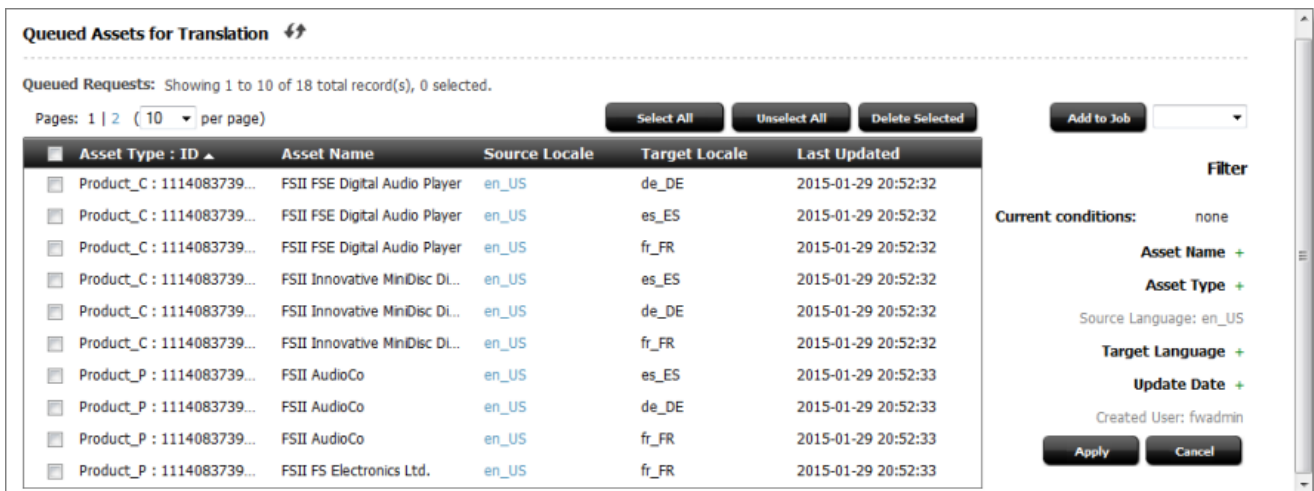 Queued Assets for Translation
Queued Requests: Showing 1 to 10 of 18 total record(s), 0 selected.
Pages: 1 | 2 ( 10 per page) Select All Unselect All Delete Selected Add to Job
Asset Type : ID Asset Name Source Locale Target Locale Last Updated
Product_C : 1114083739... FSII FSE Digital Audio Player en_US de_DE 2015-01-29 20:52:32
Product_C : 1114083739... FSII FSE Digital Audio Player en_US es_ES 2015-01-29 20:52:32
Product_C : 1114083739... FSII FSE Digital Audio Player en_US fr_FR 2015-01-29 20:52:32
Product_C : 1114083739... FSII Innovative MiniDisc Di... en_US es_ES 2015-01-29 20:52:32
Product_C : 1114083739... FSII Innovative MiniDisc Di... en_US de_DE 2015-01-29 20:52:32
Product_C : 1114083739... FSII Innovative MiniDisc Di... en_US fr_FR 2015-01-29 20:52:32
Product_P : 1114083739... FSII AudioCo en_US es_ES 2015-01-29 20:52:33
Product_P : 1114083739... FSII AudioCo en_US de_DE 2015-01-29 20:52:33
Product_P : 1114083739... FSII AudioCo en_US fr_FR 2015-01-29 20:52:33
Product_P : 1114083739... FSII FS Electronics Ltd. en_US fr_FR 2015-01-29 20:52:33
Filter
Current conditions: none
Asset Name +
Asset Type +
Source Language: en_US
Target Language +
Update Date +
Created User: fwadmin
Apply Cancel